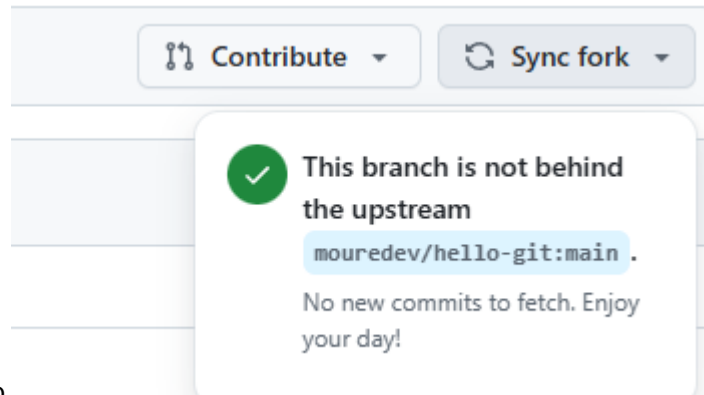 Contribute
Sync fork
This branch is not behind
the upstream
mouredev/hello-git:main.
No new commits to fetch. Enjoy
your day!